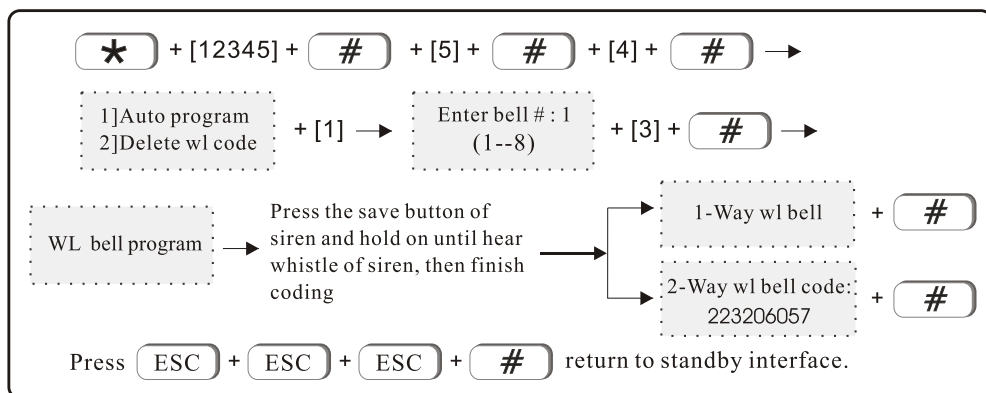 * + [12345] + # + [5] + # + [4] + #
1]Auto program
2]Delete wl code
+ [1]
Enter bell # : 1
(1--8)
+ [3] + #
WL bell program
Press the save button of
siren and hold on until hear
whistle of siren, then finish
coding
1-Way wl bell
+ #
2-Way wl bell code:
223206057
+ #
Press ESC + ESC + ESC + # return to standby interface.